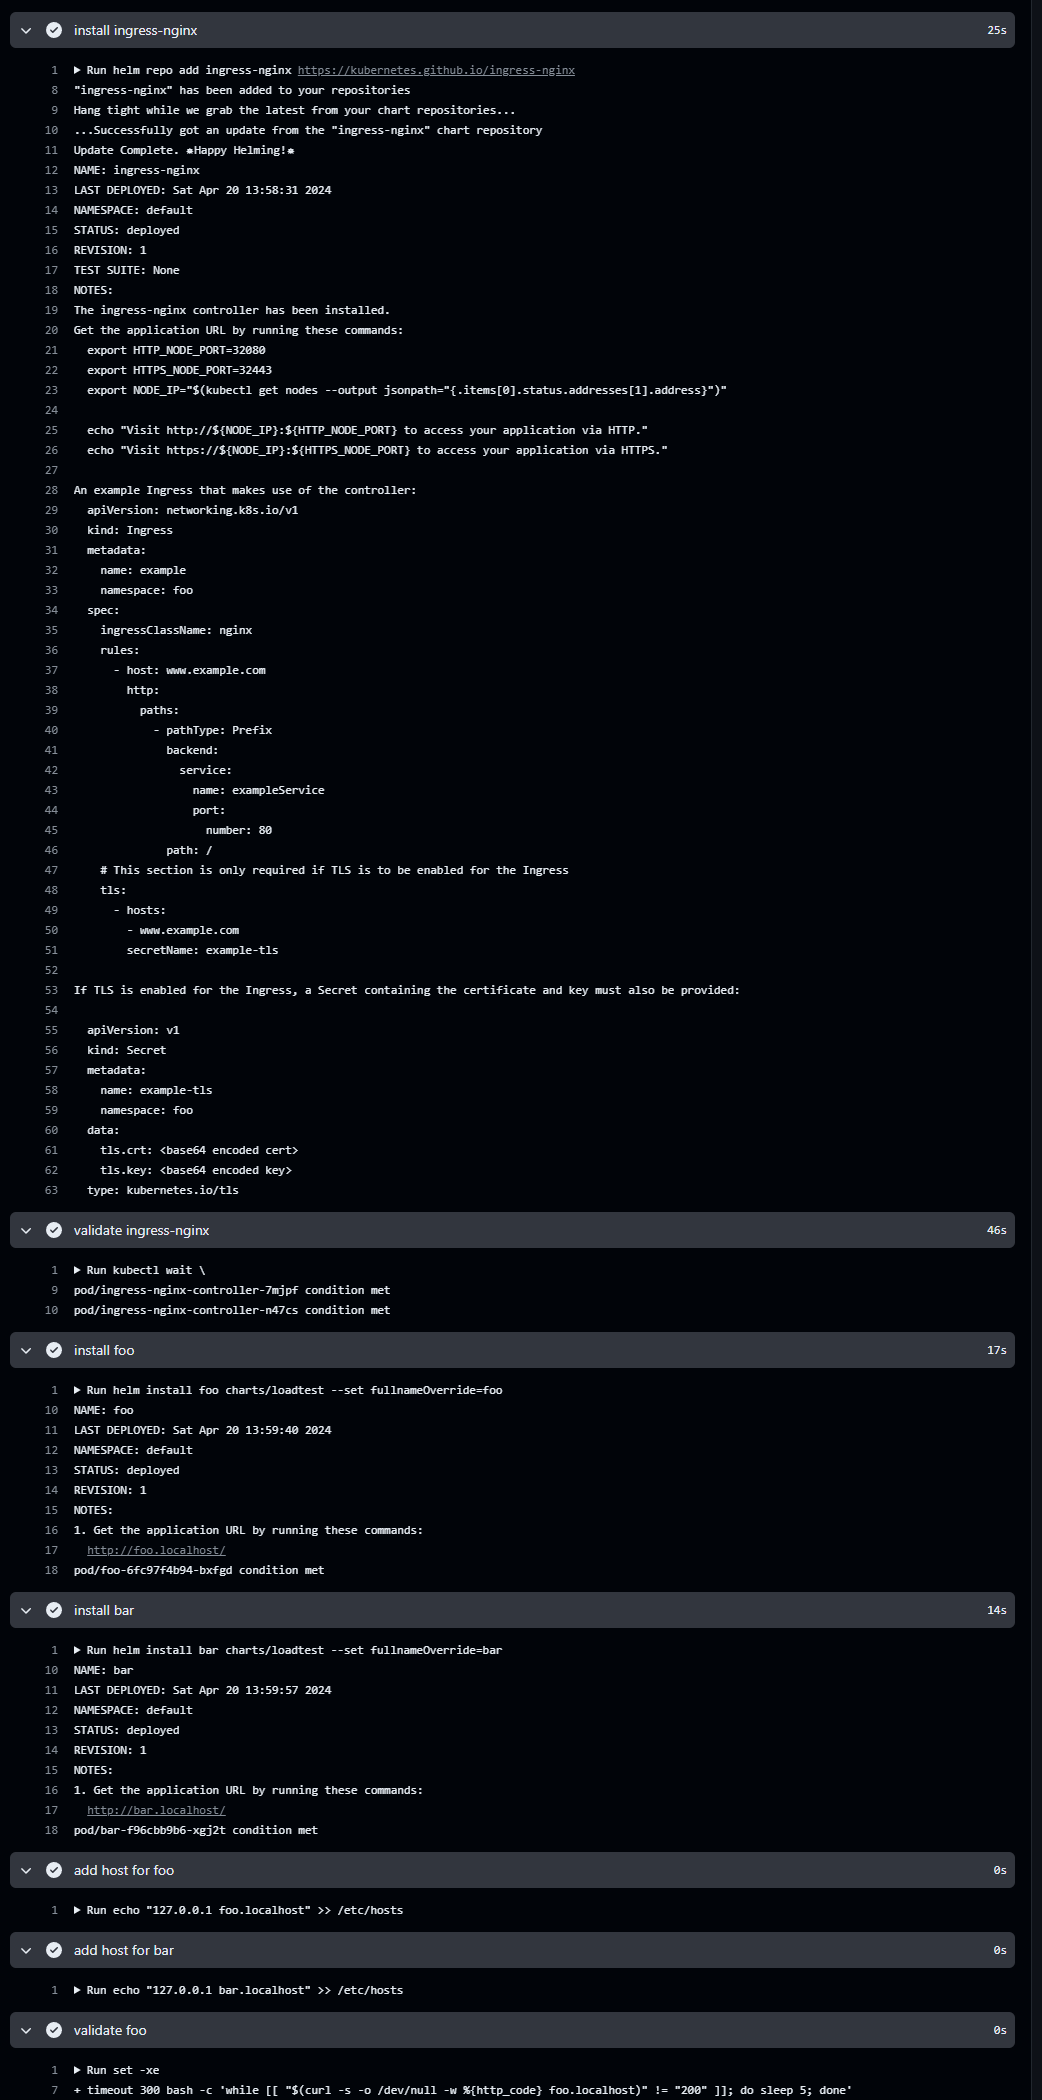 install ingress-nginx 25s
1 ▶ Run helm repo add ingress-nginx https://kubernetes.github.io/ingress-nginx
8 "ingress-nginx" has been added to your repositories
9 Hang tight while we grab the latest from your chart repositories...
10 ...Successfully got an update from the "ingress-nginx" chart repository
11 Update Complete. ⎈Happy Helming!⎈
12 NAME: ingress-nginx
13 LAST DEPLOYED: Sat Apr 20 13:58:31 2024
14 NAMESPACE: default
15 STATUS: deployed
16 REVISION: 1
17 TEST SUITE: None
18 NOTES:
19 The ingress-nginx controller has been installed.
20 Get the application URL by running these commands:
21   export HTTP_NODE_PORT=32080
22   export HTTPS_NODE_PORT=32443
23   export NODE_IP="$(kubectl get nodes --output jsonpath="{.items[0].status.addresses[1].address}")"
24
25   echo "Visit http://${NODE_IP}:${HTTP_NODE_PORT} to access your application via HTTP."
26   echo "Visit https://${NODE_IP}:${HTTPS_NODE_PORT} to access your application via HTTPS."
27
28 An example Ingress that makes use of the controller:
29   apiVersion: networking.k8s.io/v1
30   kind: Ingress
31   metadata:
32     name: example
33     namespace: foo
34   spec:
35     ingressClassName: nginx
36     rules:
37       - host: www.example.com
38         http:
39           paths:
40             - pathType: Prefix
41               backend:
42                 service:
43                   name: exampleService
44                   port:
45                     number: 80
46               path: /
47     # This section is only required if TLS is to be enabled for the Ingress
48     tls:
49       - hosts:
50         - www.example.com
51         secretName: example-tls
52
53 If TLS is enabled for the Ingress, a Secret containing the certificate and key must also be provided:
54
55   apiVersion: v1
56   kind: Secret
57   metadata:
58     name: example-tls
59     namespace: foo
60   data:
61     tls.crt: <base64 encoded cert>
62     tls.key: <base64 encoded key>
63   type: kubernetes.io/tls
validate ingress-nginx 46s
1 ▶ Run kubectl wait \
9 pod/ingress-nginx-controller-7mjpf condition met
10 pod/ingress-nginx-controller-n47cs condition met
install foo 17s
1 ▶ Run helm install foo charts/loadtest --set fullnameOverride=foo
10 NAME: foo
11 LAST DEPLOYED: Sat Apr 20 13:59:40 2024
12 NAMESPACE: default
13 STATUS: deployed
14 REVISION: 1
15 NOTES:
16 1. Get the application URL by running these commands:
17   http://foo.localhost/
18 pod/foo-6fc97f4b94-bxfgd condition met
install bar 14s
1 ▶ Run helm install bar charts/loadtest --set fullnameOverride=bar
10 NAME: bar
11 LAST DEPLOYED: Sat Apr 20 13:59:57 2024
12 NAMESPACE: default
13 STATUS: deployed
14 REVISION: 1
15 NOTES:
16 1. Get the application URL by running these commands:
17   http://bar.localhost/
18 pod/bar-f96cbb9b6-xgj2t condition met
add host for foo 0s
1 ▶ Run echo "127.0.0.1 foo.localhost" >> /etc/hosts
add host for bar 0s
1 ▶ Run echo "127.0.0.1 bar.localhost" >> /etc/hosts
validate foo 0s
1 ▶ Run set -xe
7 + timeout 300 bash -c 'while [[ "$(curl -s -o /dev/null -w %{http_code} foo.localhost)" != "200" ]]; do sleep 5; done'